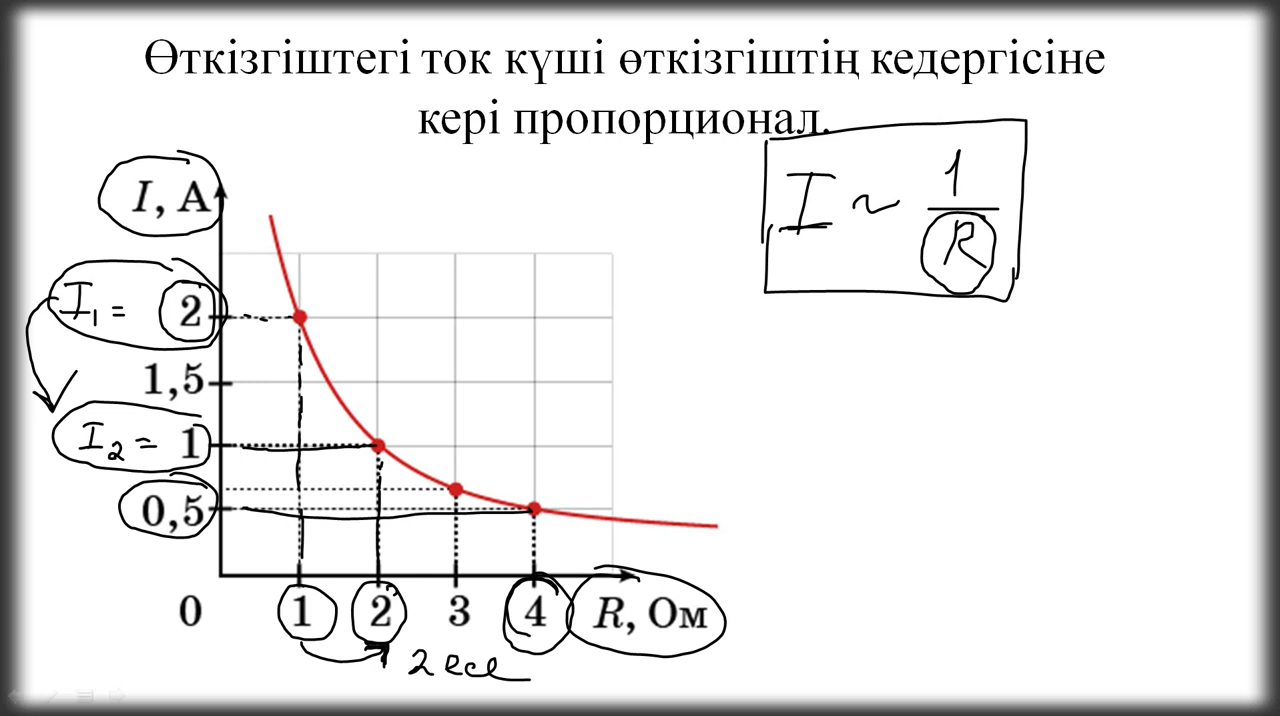 Өткізгіштегі ток күші өткізгіштің кедергісіне
кері пропорционал.
I, A
I ~ 1/R
I₁ = 2
1,5
I₂ = 1
0,5
0 1 2 3 4 R, Ом
2 есе